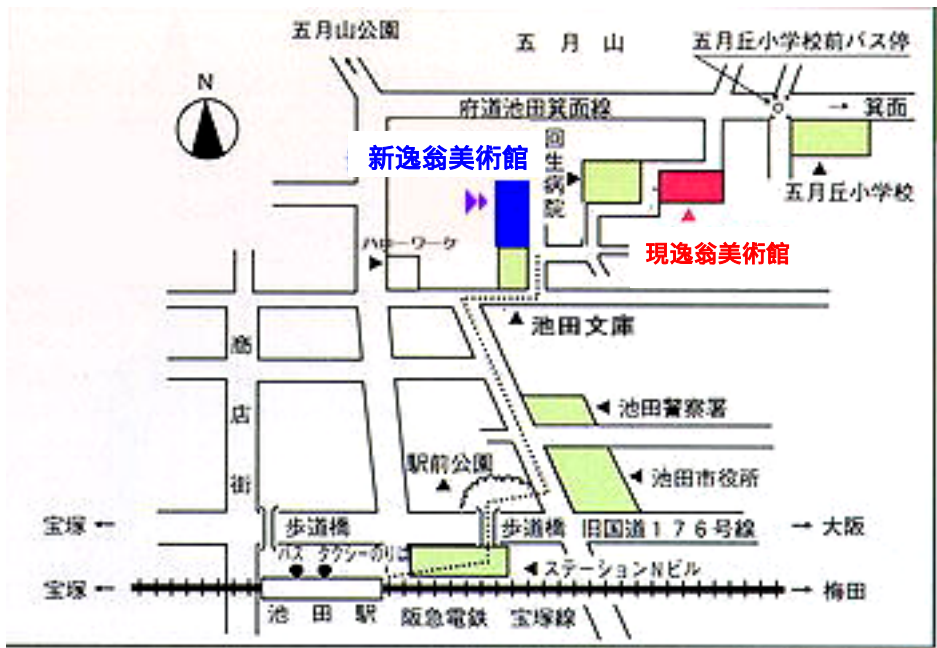 五月山公園
五月山
五月丘小学校前バス停
N
府道池田箕面線
→ 箕面
新逸翁美術館
回生病院
五月丘小学校
ハローワーク
現逸翁美術館
池田文庫
商店街
池田警察署
駅前公園
池田市役所
宝塚 ←
歩道橋
歩道橋
旧国道176号線
→ 大阪
バス
タクシーのりば
ステーションNビル
宝塚 ←
→ 梅田
池田駅
阪急電鉄 宝塚線